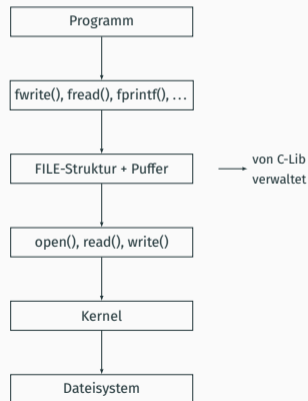 Programm
fwrite(), fread(), fprintf(), …
FILE-Struktur + Puffer
von C-Lib
verwaltet
open(), read(), write()
Kernel
Dateisystem